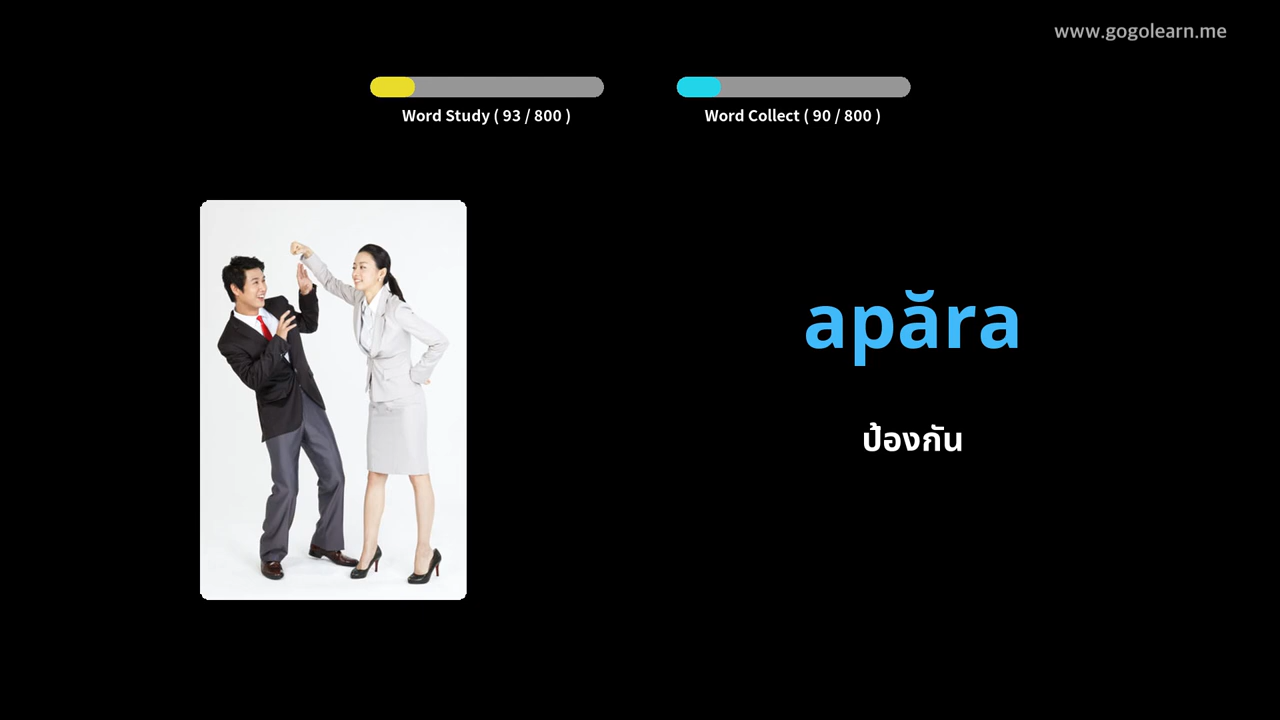 www.gogolearn.me
Word Study ( 93 / 800 )
Word Collect ( 90 / 800 )
apăra
ป้องกัน